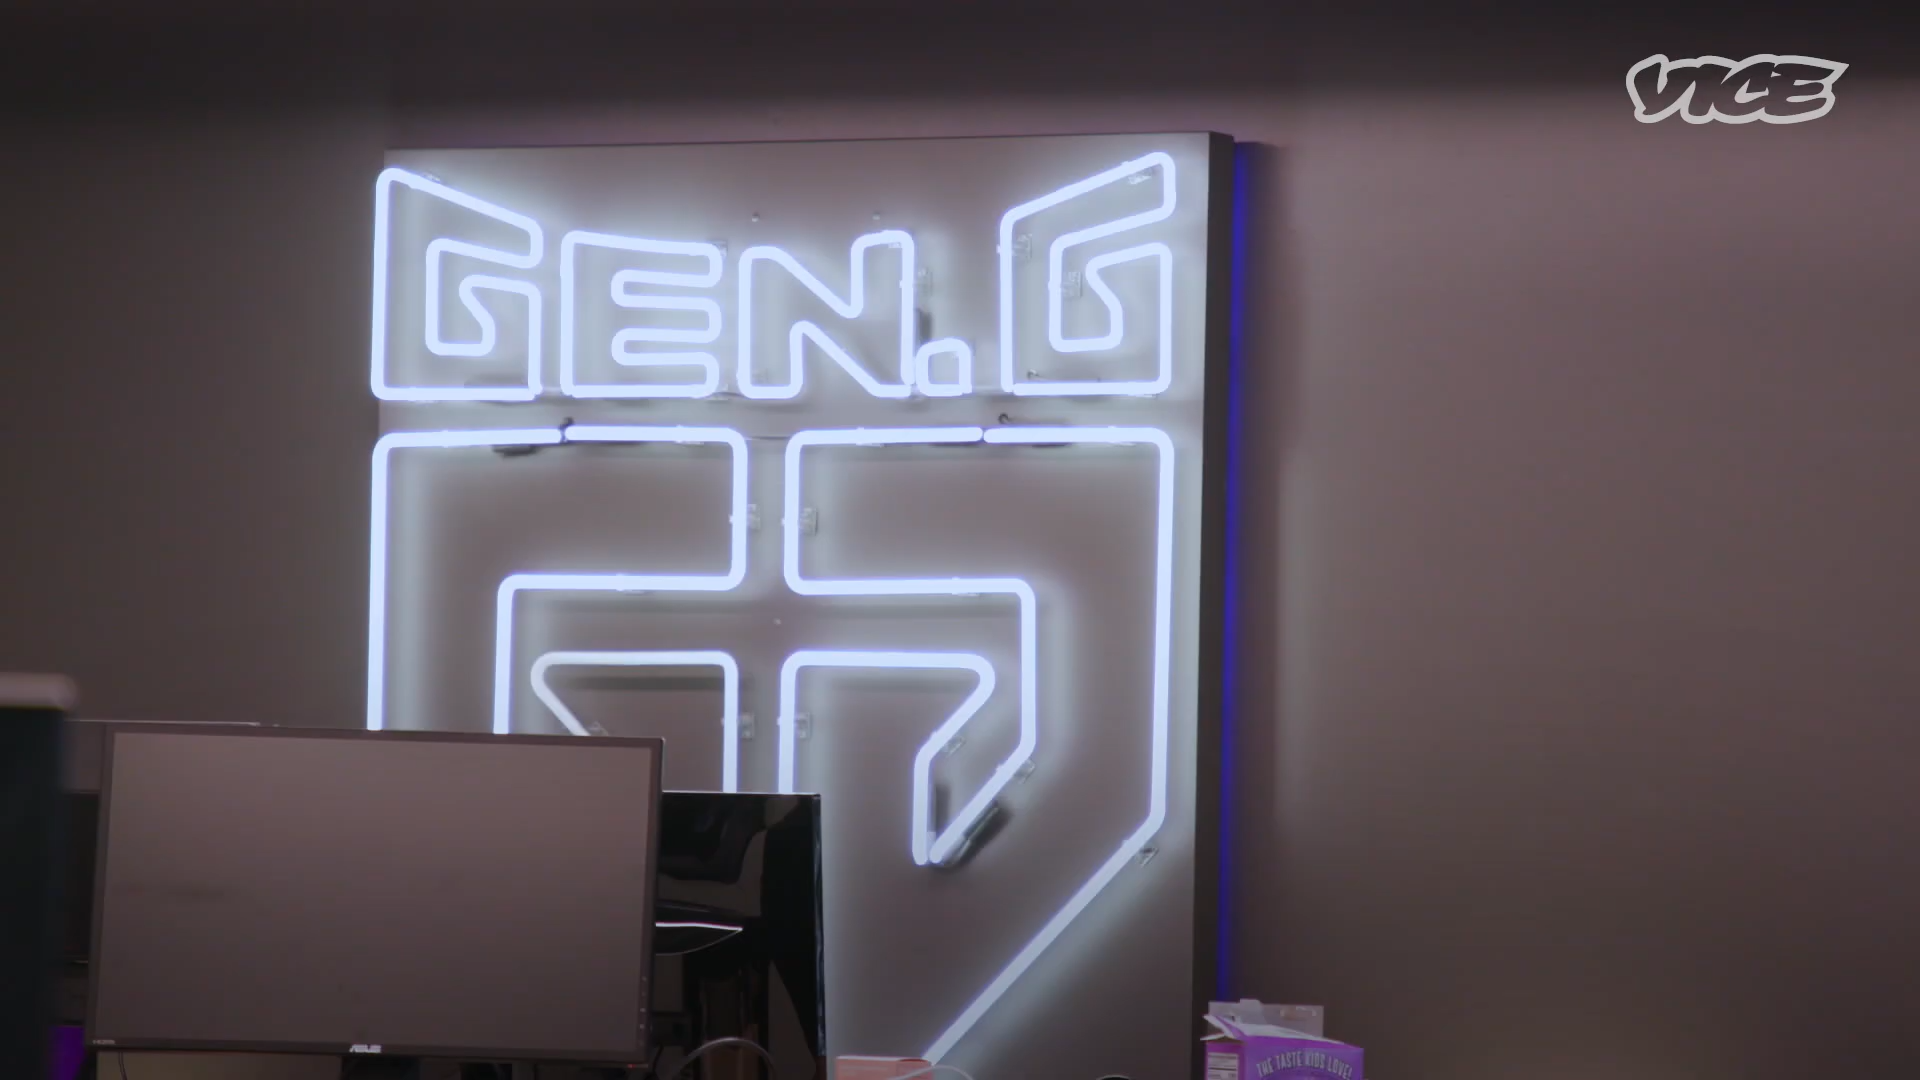 VICE
GEN.G
ASUS
THE TASTE KIDS LOVE!